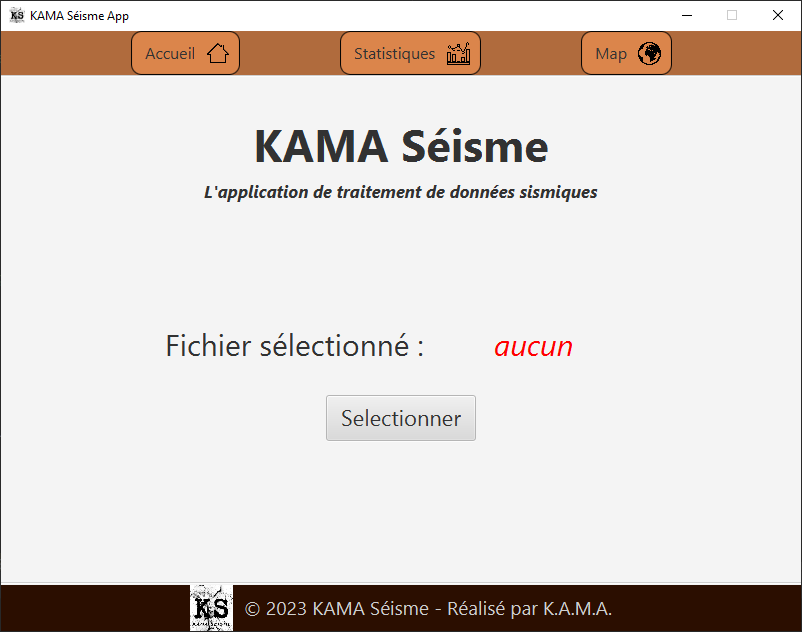 KS KAMA Séisme App
Accueil
Statistiques
Map
KAMA Séisme
L'application de traitement de données sismiques
Fichier sélectionné : aucun
Selectionner
KS
© 2023 KAMA Séisme - Réalisé par K.A.M.A.